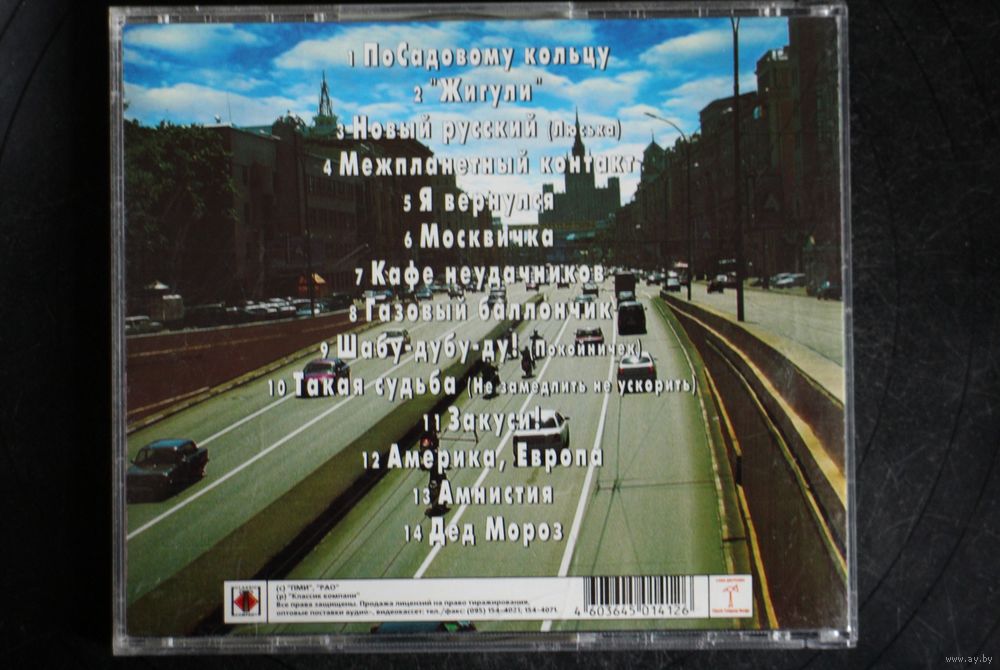 1 ПоСадовому кольцу
2 "Жигули"
3 Новый русский (Люська)
4 Межпланетный контакт
5 Я вернулся
6 Москвичка
7 Кафе неудачников
8 Газовый баллончик
9 Шабу-дубу-ду! (Покойничек)
10 Такая судьба (Не замедлить не ускорить)
11 Закуси!
12 Америка, Европа
13 Амнистия
14 Дед Мороз
(c) "ПМИ", "РАО"
(p) "Классик компани"
Все права защищены. Продажа лицензий на право тиражирования,
оптовые поставки аудио-, видеокассет: тел./факс (095) 154-4021, 154-4071.
4 603645 014126
www.ay.by